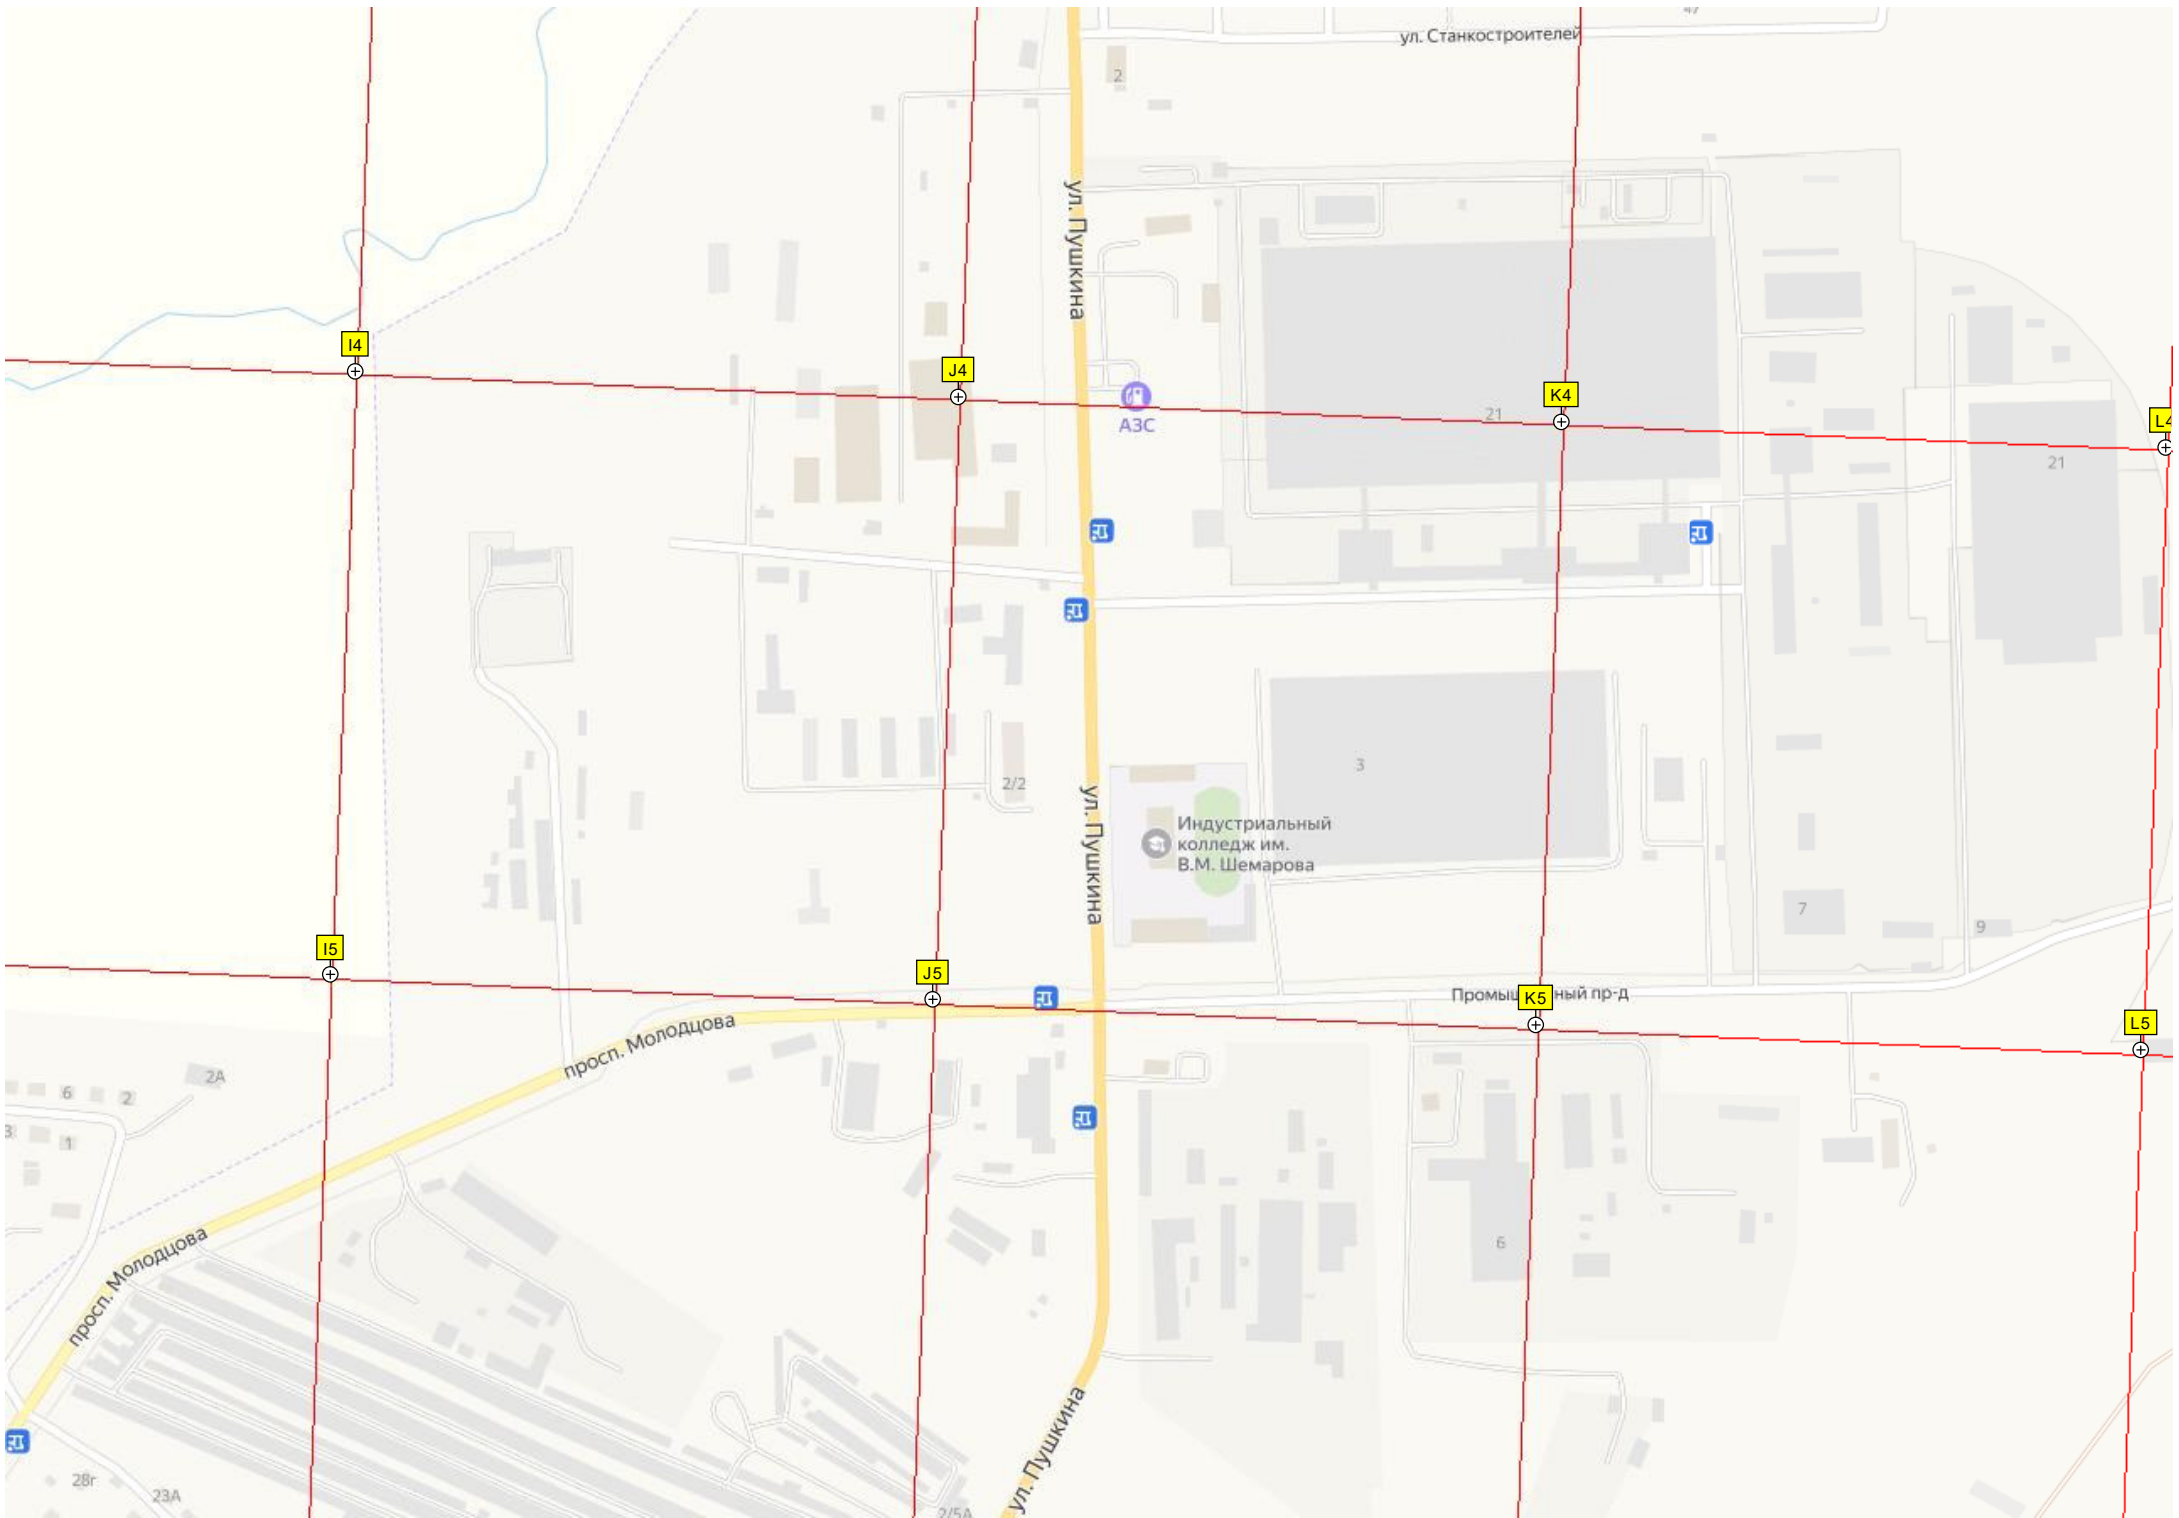 ул. Станкостроителей
2
ул. Пушкина
I4
J4
K4
L4
21
АЗС
21
2/2
3
ул. Пушкина
Индустриальный
колледж им.
В.М. Шемарова
7
9
I5
J5
K5
L5
ный пр-д
просп. Молодцова
2А
6
2
3
1
6
просп. Молодцова
ул. Пушкина
28г
23А
2/5А